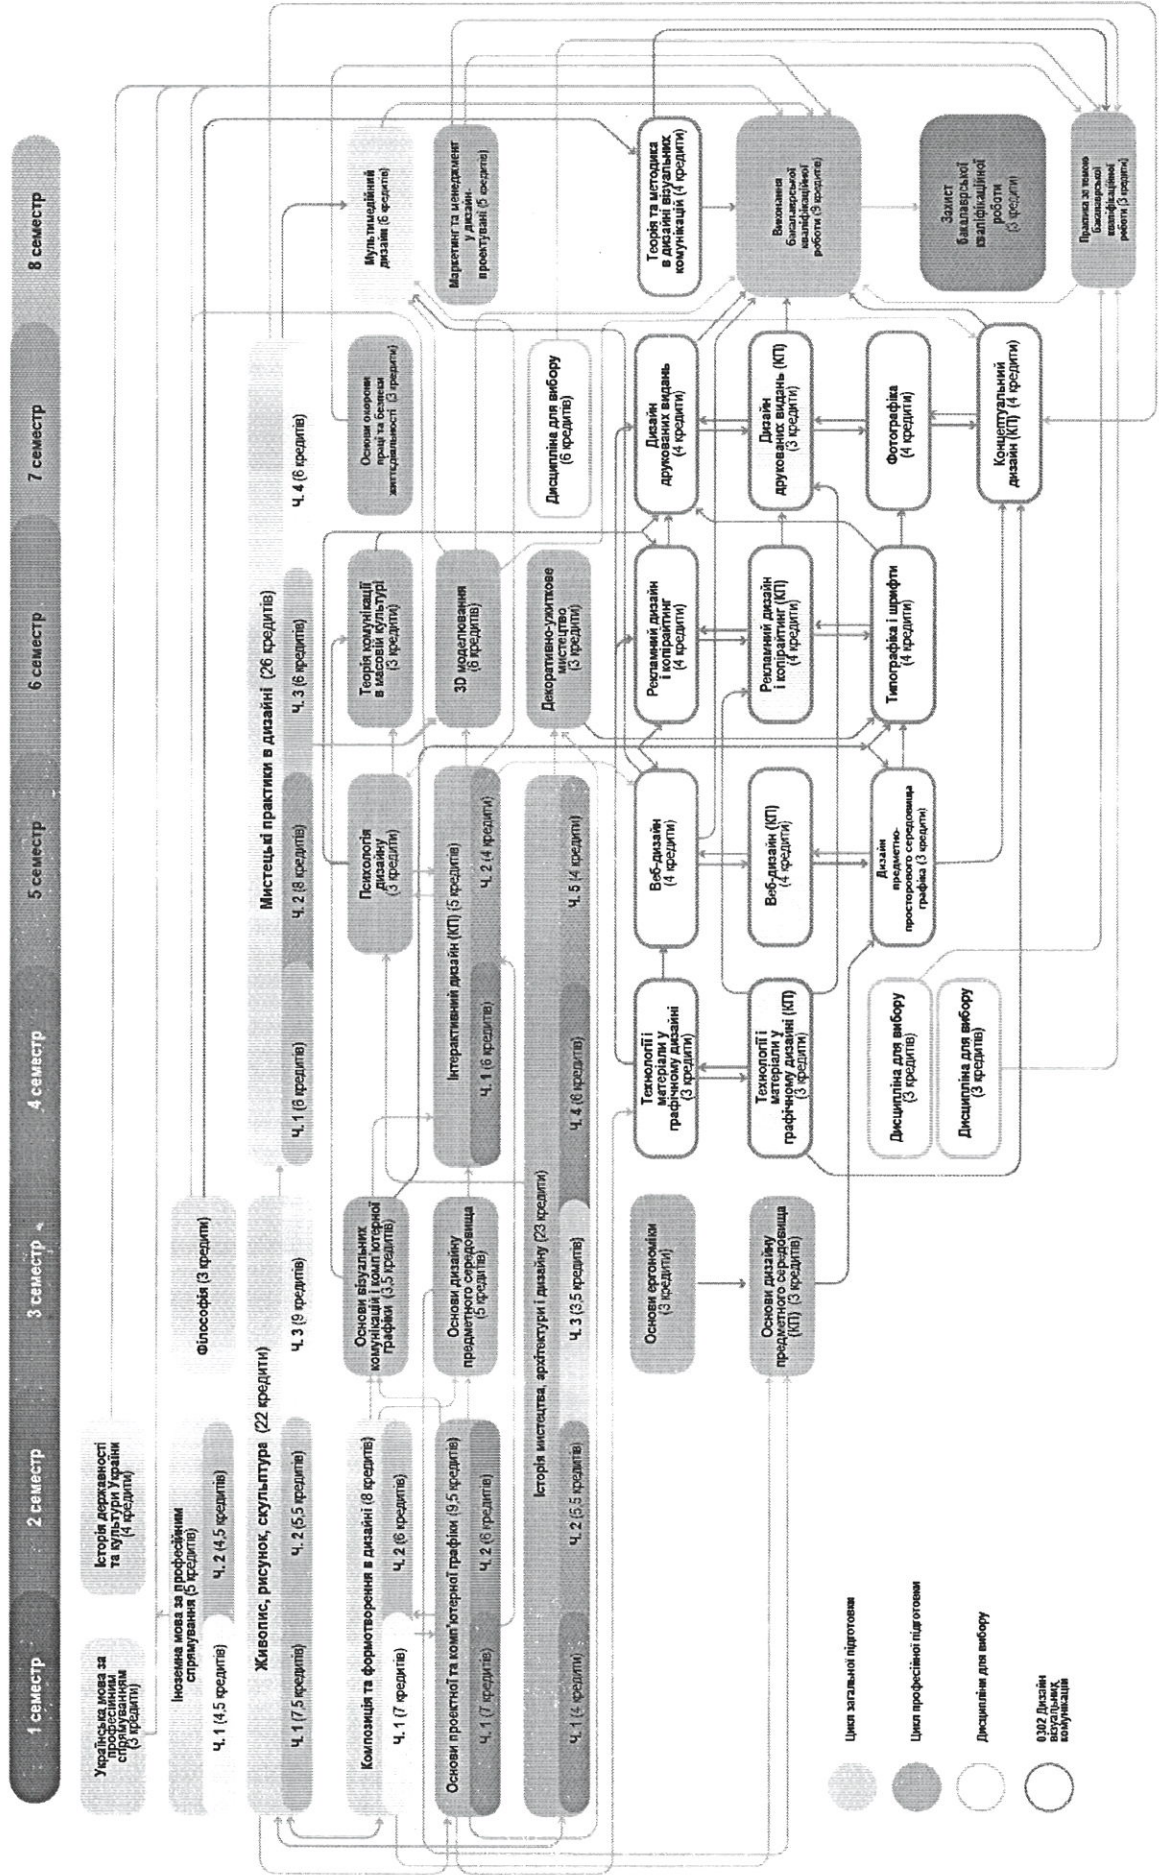 1 семестр
2 семестр
3 семестр
4 семестр
5 семестр
6 семестр
7 семестр
8 семестр
Українська мова за
професійним
спрямуванням
(3 кредити)
Історія державності
та культури України
(4 кредити)
Іноземна мова за професійним
спрямування (5 кредитів)
Ч. 1 (4,5 кредитів)
Ч. 2 (4,5 кредитів)
Філософія (3 кредити)
Живопис, рисунок, скульптура (22 кредити)
Ч. 1 (7,5 кредитів)
Ч. 2 (5,5 кредитів)
Ч. 3 (9 кредитів)
Мистецькі практики в дизайні (26 кредитів)
Ч. 1 (6 кредитів)
Ч. 2 (8 кредитів)
Ч. 3 (6 кредитів)
Ч. 4 (6 кредитів)
Композиція та формотворення в дизайні (8 кредитів)
Ч. 1 (7 кредитів)
Ч. 2 (6 кредитів)
Основи візуальних
комунікацій і комп'ютерної
графіки (3,5 кредитів)
Психологія
дизайну
(3 кредити)
Теорія комунікації
в масовій культурі
(3 кредити)
Основи охорони
праці та безпеки
життєдіяльності (3 кредити)
Мультимедійний
дизайн (6 кредитів)
Основи проектної та комп'ютерної графіки (9,5 кредитів)
Ч. 1 (7 кредитів)
Ч. 2 (6 кредитів)
Основи дизайну
предметного середовища
(5 кредитів)
Інтерактивний дизайн (КП) (5 кредитів)
Ч. 1 (6 кредитів)
Ч. 2 (4 кредити)
3D моделювання
(6 кредитів)
Маркетинг та менеджмент
у дизайн-
проектувані (5 кредитів)
Історія мистецтва, архітектури і дизайну (23 кредити)
Ч. 1 (4 кредити)
Ч. 2 (5,5 кредитів)
Ч. 3 (3,5 кредитів)
Ч. 4 (6 кредитів)
Ч. 5 (4 кредити)
Декоративно-ужиткове
мистецтво
(3 кредити)
Дисципліна для вибору
(6 кредитів)
Основи ергономіки
(3 кредити)
Технології і
матеріали у
графічному дизайні
(3 кредити)
Веб-дизайн
(4 кредити)
Рекламний дизайн
і копірайтинг
(4 кредити)
Дизайн
друкованих видань
(4 кредити)
Теорія та методика
в дизайні візуальних
комунікацій (4 кредити)
Основи дизайну
предметного середовища
(КП) (3 кредити)
Технології і
матеріали у
графічному дизайні (КП)
(3 кредити)
Веб-дизайн (КП)
(4 кредити)
Рекламний дизайн
і копірайтинг (КП)
(4 кредити)
Дизайн
друкованих видань (КП)
(3 кредити)
Виконання
бакалаврської
кваліфікаційної
роботи (9 кредитів)
Дисципліна для вибору
(3 кредитів)
Дисципліна для вибору
(3 кредити)
Дизайн
предметно-
просторового середовища
графіка (3 кредити)
Типографіка і шрифти
(4 кредити)
Фотографіка
(4 кредити)
Захист
бакалаврської
кваліфікаційної
роботи
(3 кредити)
Концептуальний
дизайн (КП) (4 кредити)
Практика за темою
бакалаврської
кваліфікаційної
роботи (3 кредити)
Цикл загальної підготовки
Цикл професійної підготовки
Дисципліни для вибору
0302 Дизайн
візуальних
комунікацій